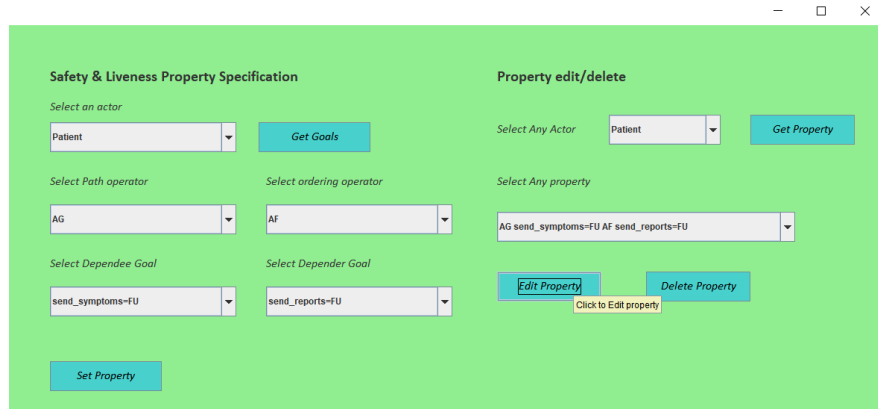 Safety & Liveness Property Specification
Select an actor
Patient
Get Goals
Select Path operator
Select ordering operator
AG
AF
Select Dependee Goal
Select Depender Goal
send_symptoms=FU
send_reports=FU
Set Property
Property edit/delete
Select Any Actor
Patient
Get Property
Select Any property
AG send_symptoms=FU AF send_reports=FU
Edit Property
Delete Property
Click to Edit property